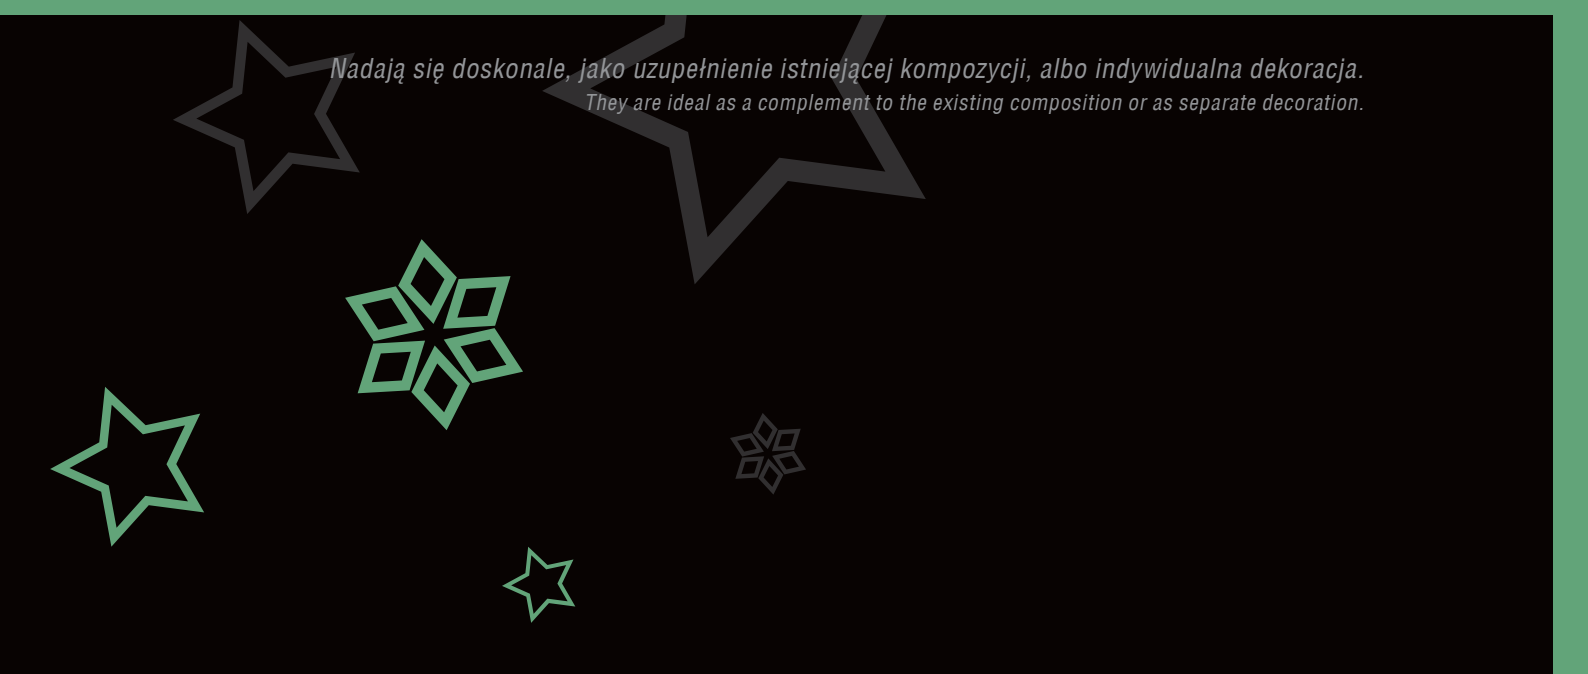 Nadają się doskonale, jako uzupełnienie istniejącej kompozycji, albo indywidualna dekoracja.
They are ideal as a complement to the existing composition or as separate decoration.